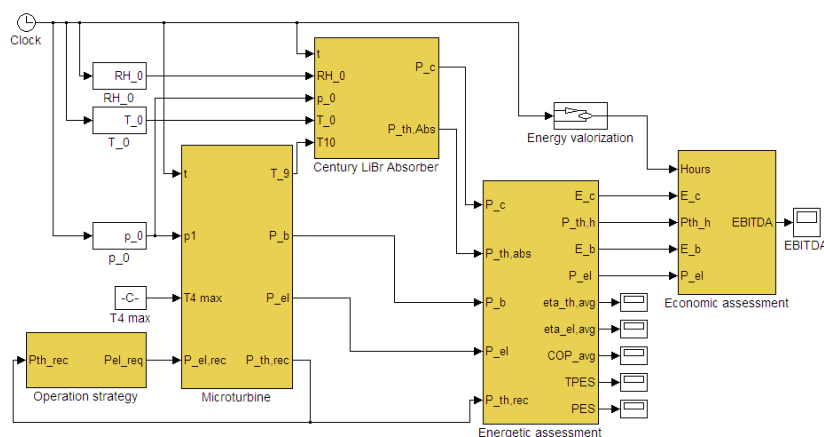 Clock
RH_0
RH_0
T_0
T_0
p_0
p_0
-C-
T4 max
Pth_rec
Pel_req
Operation strategy
t
p1
T4 max
P_el,rec
T_9
P_b
P_el
P_th,rec
Microturbine
t
RH_0
p_0
T_0
T10
P_c
P_th,Abs
Century LiBr Absorber
Energy valorization
P_c
P_th,abs
P_b
P_el
P_th,rec
E_c
P_th,h
E_b
P_el
eta_th,avg
eta_el,avg
COP_avg
TPES
PES
Energetic assessment
Hours
E_c
Pth_h
E_b
P_el
EBITDA
Economic assessment
EBITDA